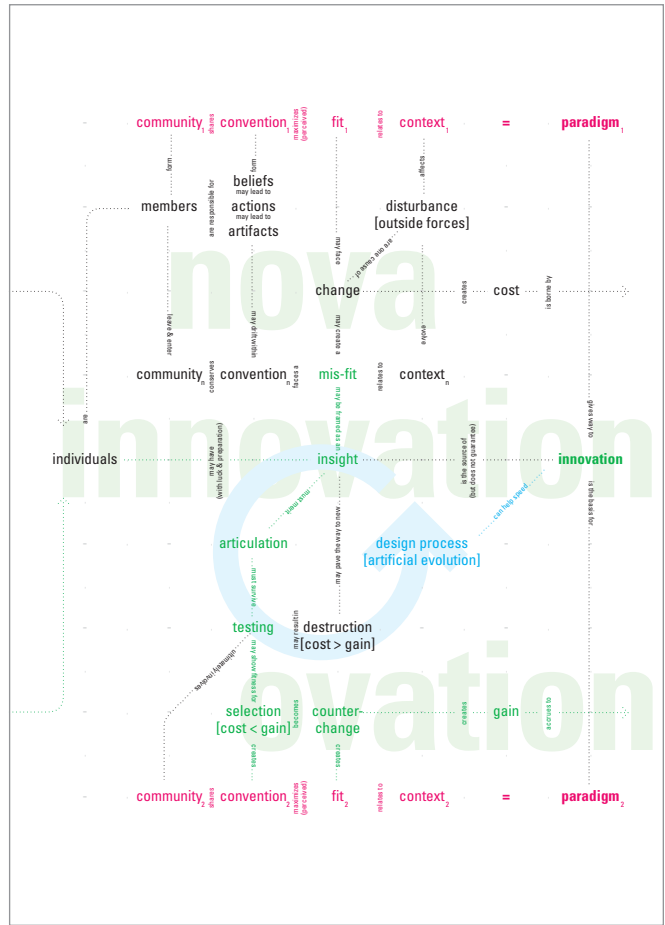 community1 shares convention1 maximizes (perceived) fit1 relates to context1 = paradigm1
form
form
affects
beliefs
may lead to
members
are responsible for
actions
may lead to
artifacts
disturbance
[outside forces]
may face
are one cause of
nova
change
creates
cost
is borne by
leave & enter
may drift within
may create a
evolve
communityn conserves conventionn faces a mis-fit relates to contextn
are
may be framed as an
gives way to
innovation
individuals
may have
(with luck & preparation)
insight
is the source of
(but does not guarantee)
innovation
must merit
may pave the way to new
can help speed
is the basis for
articulation
design process
[artificial evolution]
must survive
testing
may result in
destruction
[cost > gain]
ultimately involves
may show fitness for
ovation
selection
[cost < gain]
becomes
counter-
change
creates
gain
accrues to
creates
creates
community2 shares convention2 maximizes (perceived) fit2 relates to context2 = paradigm2